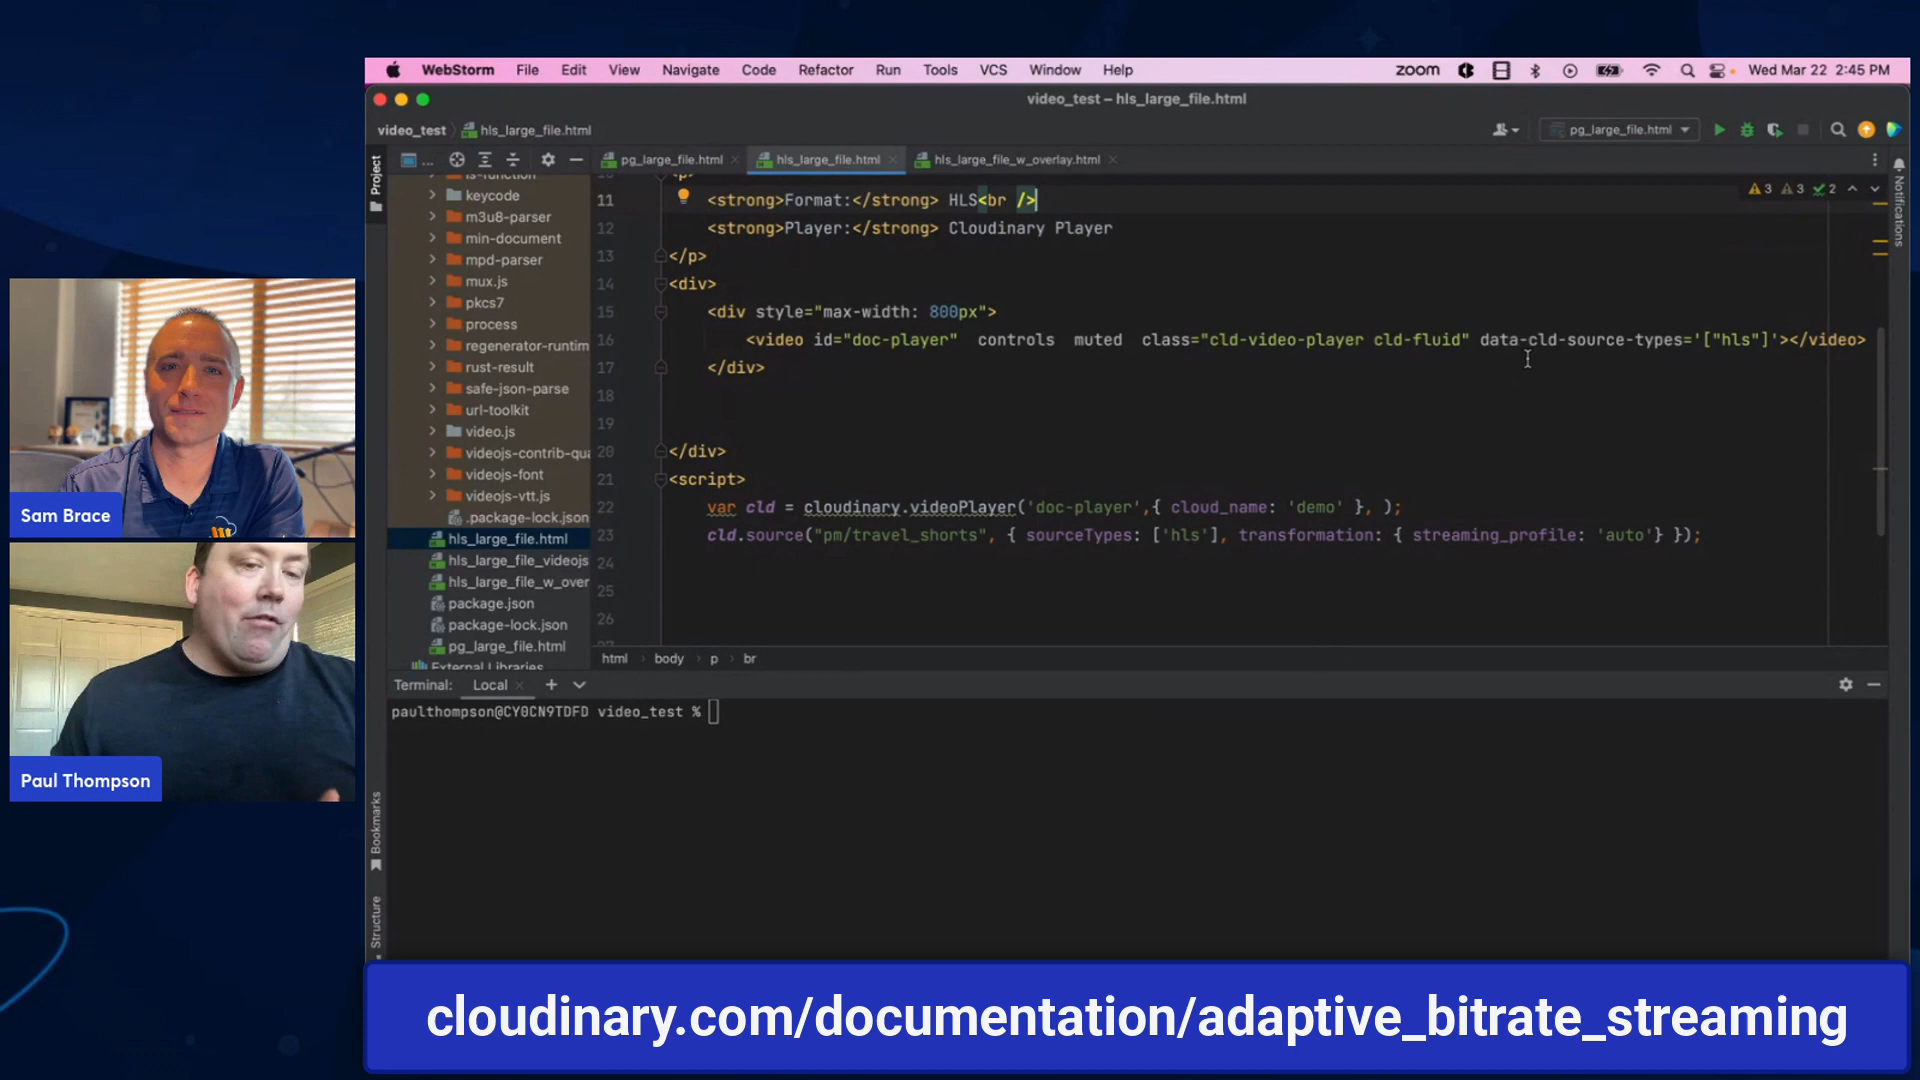 WebStorm File Edit View Navigate Code Refactor Run Tools VCS Window Help zoom Wed Mar 22 2:45 PM
video_test – hls_large_file.html
video_test hls_large_file.html pg_large_file.html
Project
... pg_large_file.html hls_large_file.html hls_large_file_w_overlay.html
Notifications
3 3 2
keycode
m3u8-parser
min-document
mpd-parser
mux.js
pkcs7
process
regenerator-runtim
rust-result
safe-json-parse
url-toolkit
video.js
videojs-contrib-qua
videojs-font
videojs-vtt.js
.package-lock.json
hls_large_file.html
hls_large_file_videojs
hls_large_file_w_over
package.json
package-lock.json
pg_large_file.html
External Libraries
11 <strong>Format:</strong> HLS<br />
12 <strong>Player:</strong> Cloudinary Player
13 </p>
14 <div>
15 <div style="max-width: 800px">
16 <video id="doc-player" controls muted class="cld-video-player cld-fluid" data-cld-source-types='["hls"]'></video>
17 </div>
18
19
20 </div>
21 <script>
22 var cld = cloudinary.videoPlayer('doc-player',{ cloud_name: 'demo' }, );
23 cld.source("pm/travel_shorts", { sourceTypes: ['hls'], transformation: { streaming_profile: 'auto'} });
24
25
26
html body p br
Terminal: Local
paulthompson@CY0CN9TDFD video_test %
Bookmarks
Structure
Sam Brace
Paul Thompson
cloudinary.com/documentation/adaptive_bitrate_streaming